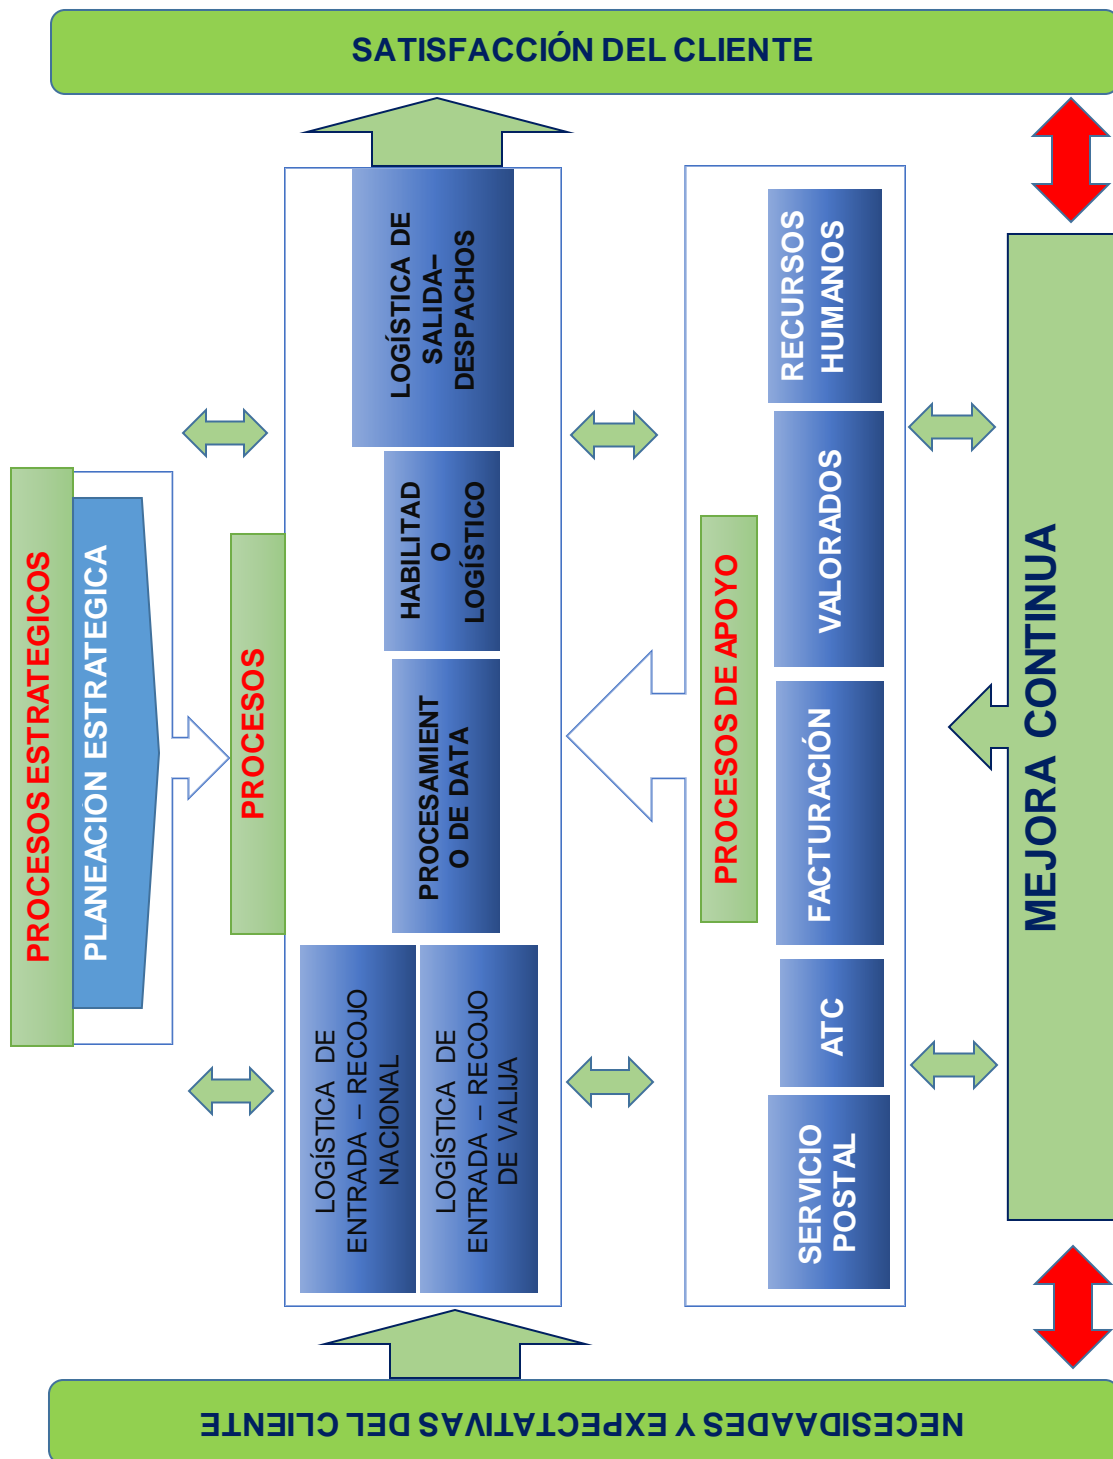 SATISFACCIÓN DEL CLIENTE
PROCESOS ESTRATEGICOS
PLANEACIÓN ESTRATEGICA
PROCESOS
LOGÍSTICA DE
ENTRADA – RECOJO
NACIONAL
LOGÍSTICA DE
ENTRADA – RECOJO
DE VALIJA
PROCESAMIENT
O DE DATA
HABILITAD
O
LOGÍSTICO
LOGÍSTICA DE
SALIDA–
DESPACHOS
PROCESOS DE APOYO
SERVICIO
POSTAL
ATC
FACTURACIÓN
VALORADOS
RECURSOS
HUMANOS
MEJORA CONTINUA
NECESIDAADES Y EXPECTATIVAS DEL CLIENTE